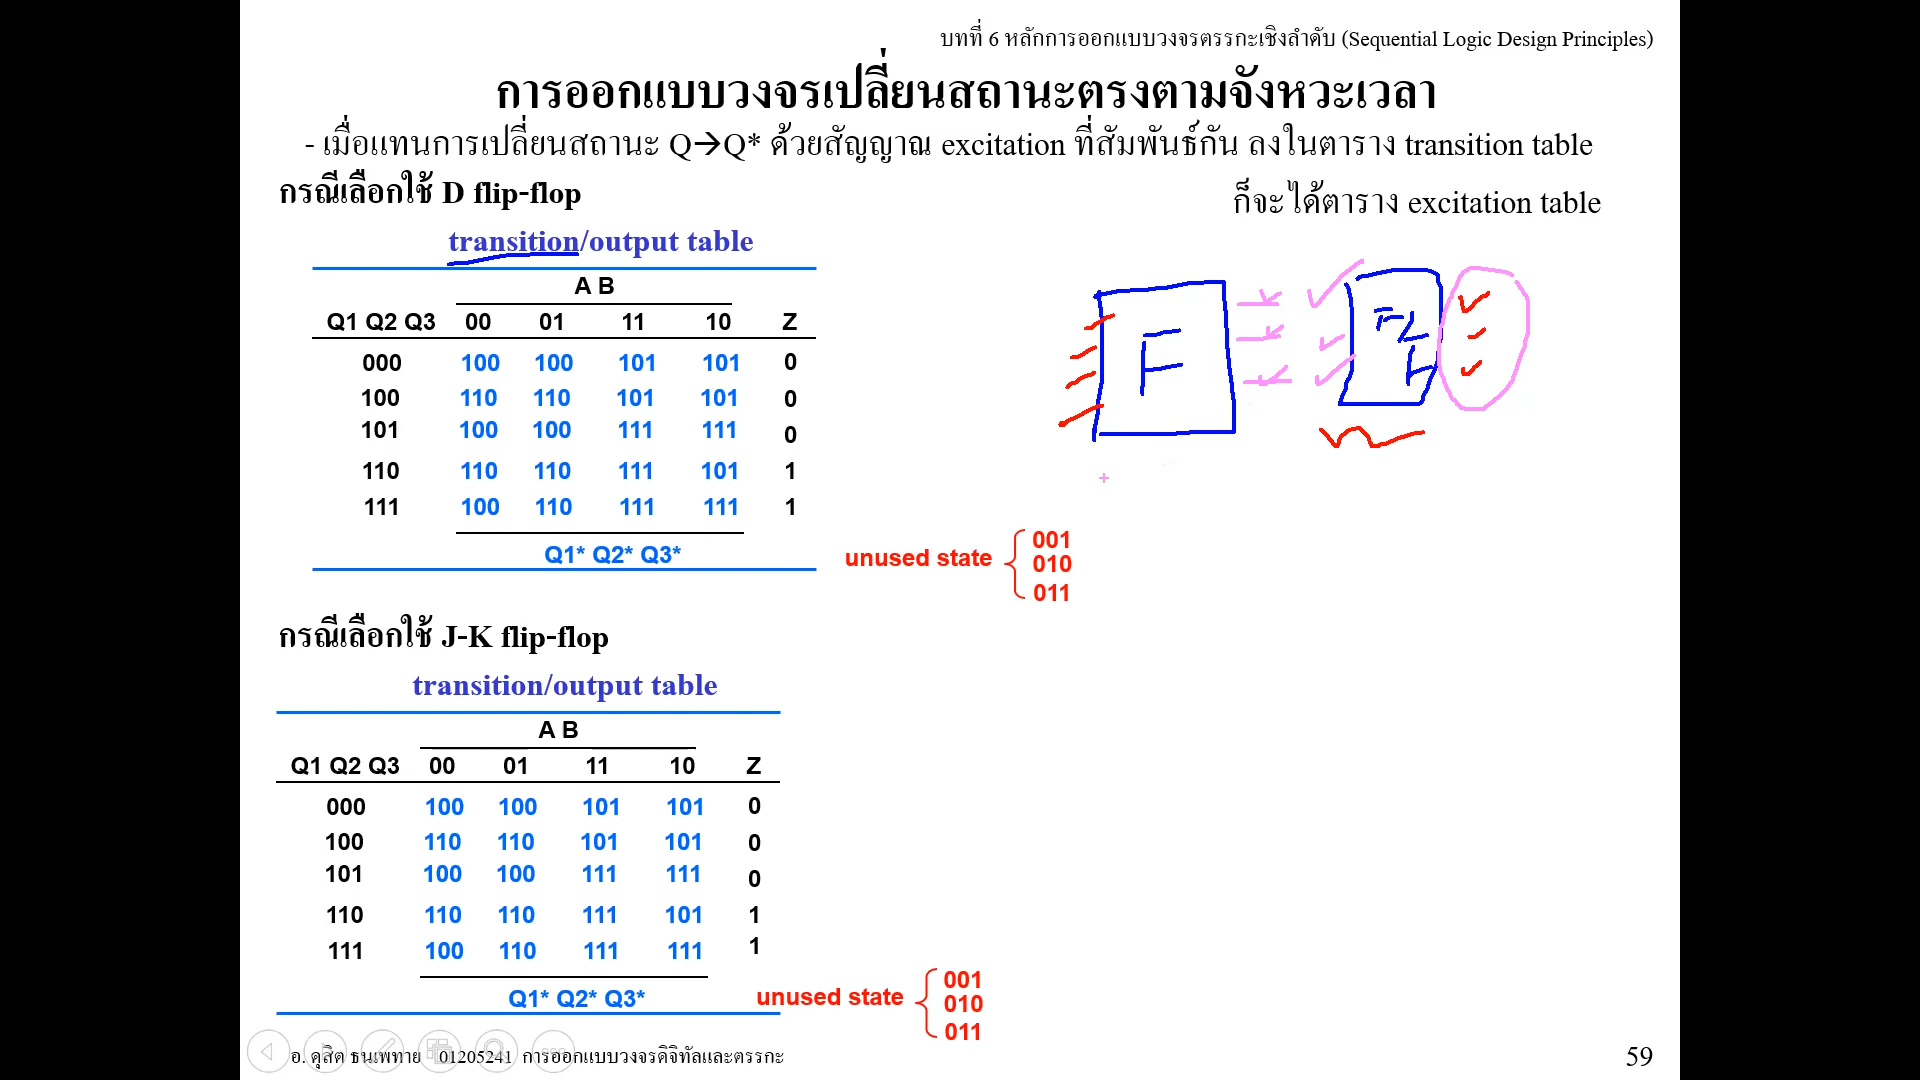 บทที่ 6 หลักการออกแบบวงจรตรรกะเชิงลำดับ (Sequential Logic Design Principles)
การออกแบบวงจรเปลี่ยนสถานะตรงตามจังหวะเวลา
- เมื่อแทนการเปลี่ยนสถานะ Q→Q* ด้วยสัญญาณ excitation ที่สัมพันธ์กัน ลงในตาราง transition table
ก็จะได้ตาราง excitation table
กรณีเลือกใช้ D flip-flop
transition/output table
A B
Q1 Q2 Q3 00 01 11 10 Z
000 100 100 101 101 0
100 110 110 101 101 0
101 100 100 111 111 0
110 110 110 111 101 1
111 100 110 111 111 1
Q1* Q2* Q3*
unused state { 001
010
011
F
กรณีเลือกใช้ J-K flip-flop
transition/output table
A B
Q1 Q2 Q3 00 01 11 10 Z
000 100 100 101 101 0
100 110 110 101 101 0
101 100 100 111 111 0
110 110 110 111 101 1
111 100 110 111 111 1
Q1* Q2* Q3*
unused state { 001
010
011
อ. ดุสิต ธนเพทาย 01205241 การออกแบบวงจรดิจิทัลและตรรกะ
59